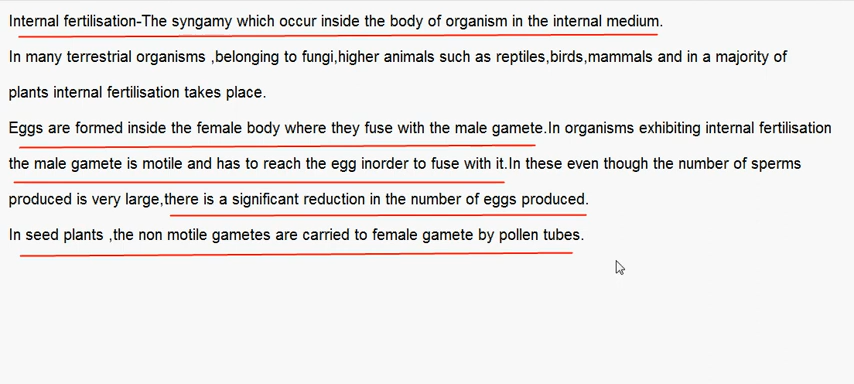 Internal fertilisation-The syngamy which occur inside the body of organism in the internal medium.
In many terrestrial organisms ,belonging to fungi,higher animals such as reptiles,birds,mammals and in a majority of
plants internal fertilisation takes place.
Eggs are formed inside the female body where they fuse with the male gamete.In organisms exhibiting internal fertilisation
the male gamete is motile and has to reach the egg inorder to fuse with it.In these even though the number of sperms
produced is very large,there is a significant reduction in the number of eggs produced.
In seed plants ,the non motile gametes are carried to female gamete by pollen tubes.